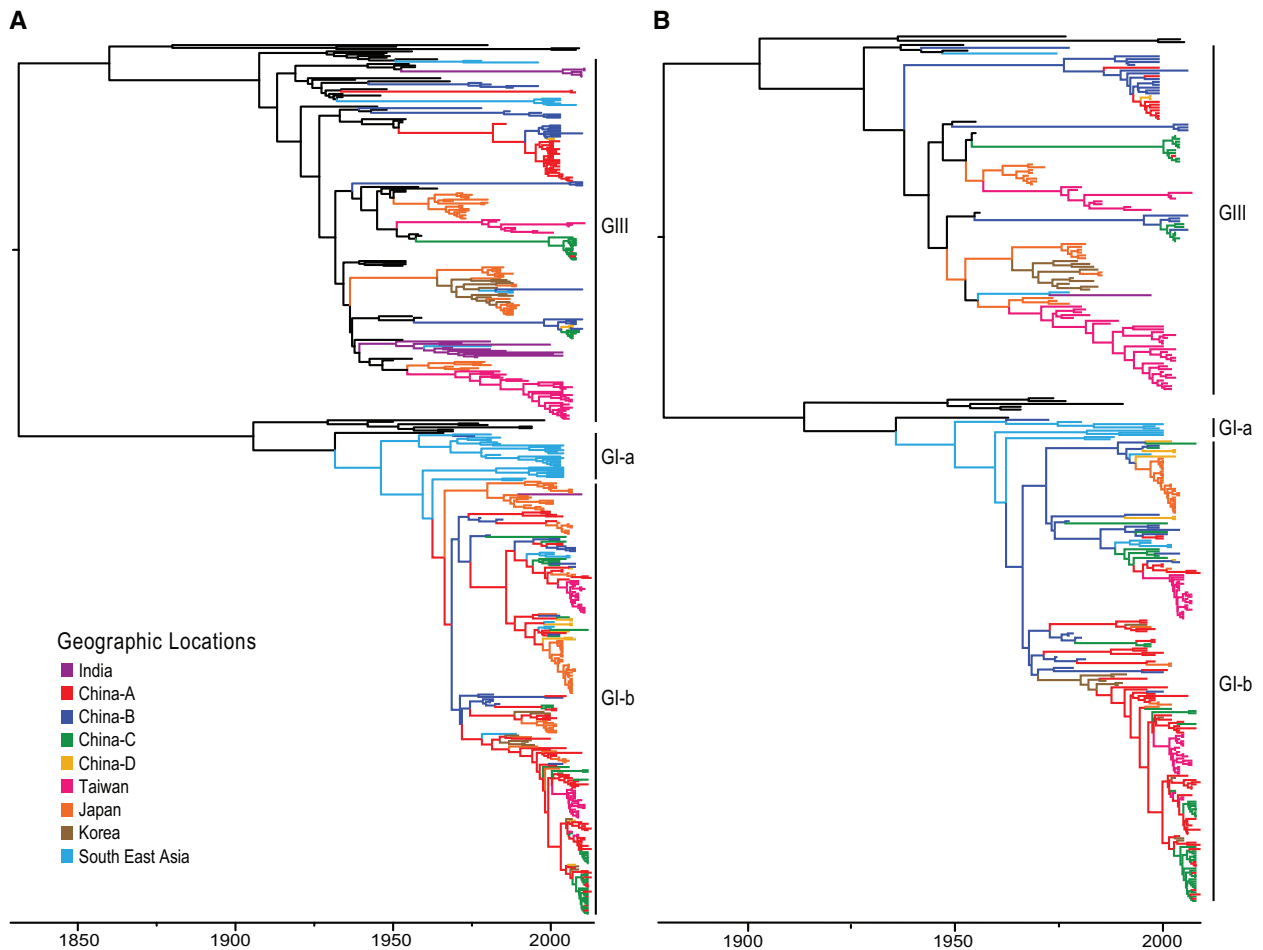 A
B
GIII
GI-a
GI-b
GIII
GI-a
GI-b
Geographic Locations
India
China-A
China-B
China-C
China-D
Taiwan
Japan
Korea
South East Asia
1850 1900 1950 2000
1900 1950 2000